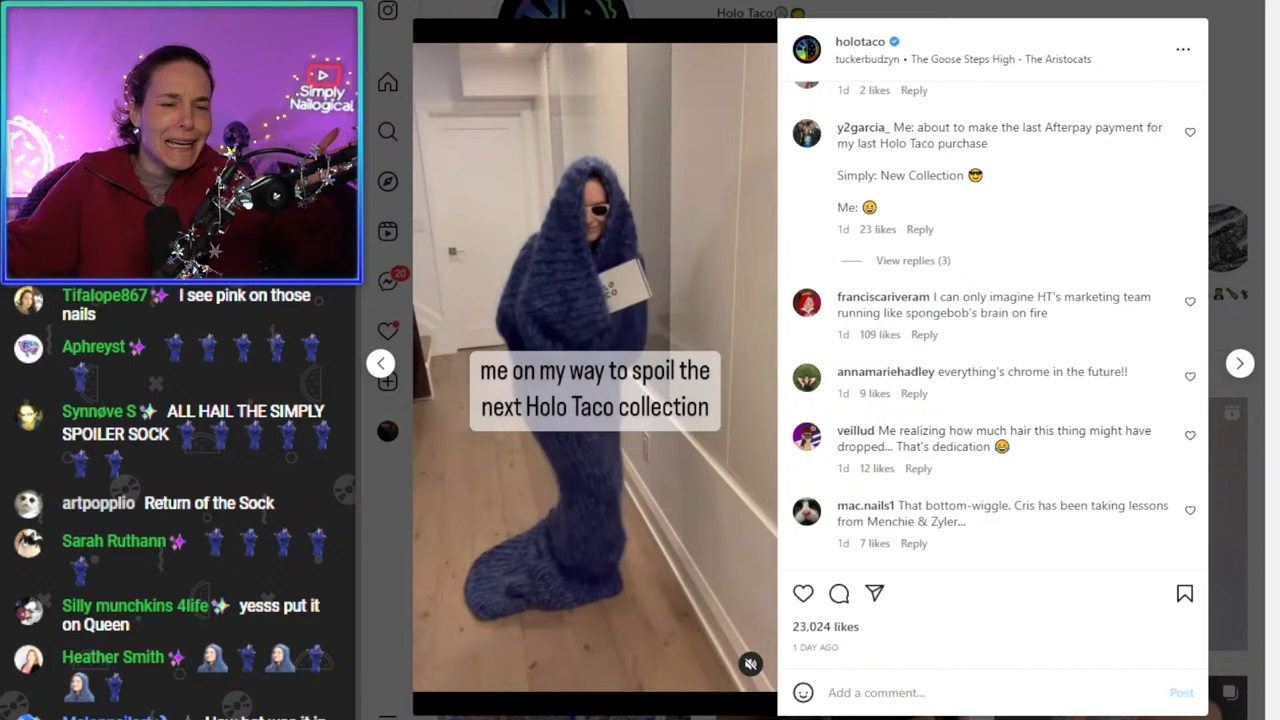 Simply
Nailogical
Tifalope867 I see pink on those
nails
Aphreyst
Synnøve S ALL HAIL THE SIMPLY
SPOILER SOCK
artpopplio Return of the Sock
Sarah Ruthann
Silly munchkins 4life yesss put it
on Queen
Heather Smith
20
Holo Taco
me on my way to spoil the
next Holo Taco collection
holotaco
tuckerbudzyn • The Goose Steps High - The Aristocats
1d 2 likes Reply
y2garcia_ Me: about to make the last Afterpay payment for
my last Holo Taco purchase
Simply: New Collection 😎
Me: 😉
1d 23 likes Reply
View replies (3)
franciscariveram I can only imagine HT's marketing team
running like spongebob's brain on fire
1d 109 likes Reply
annamariehadley everything's chrome in the future!!
1d 9 likes Reply
veillud Me realizing how much hair this thing might have
dropped... That's dedication 😂
1d 12 likes Reply
mac.nails1 That bottom-wiggle. Cris has been taking lessons
from Menchie & Zyler...
1d 7 likes Reply
23,024 likes
1 DAY AGO
Add a comment...
Post